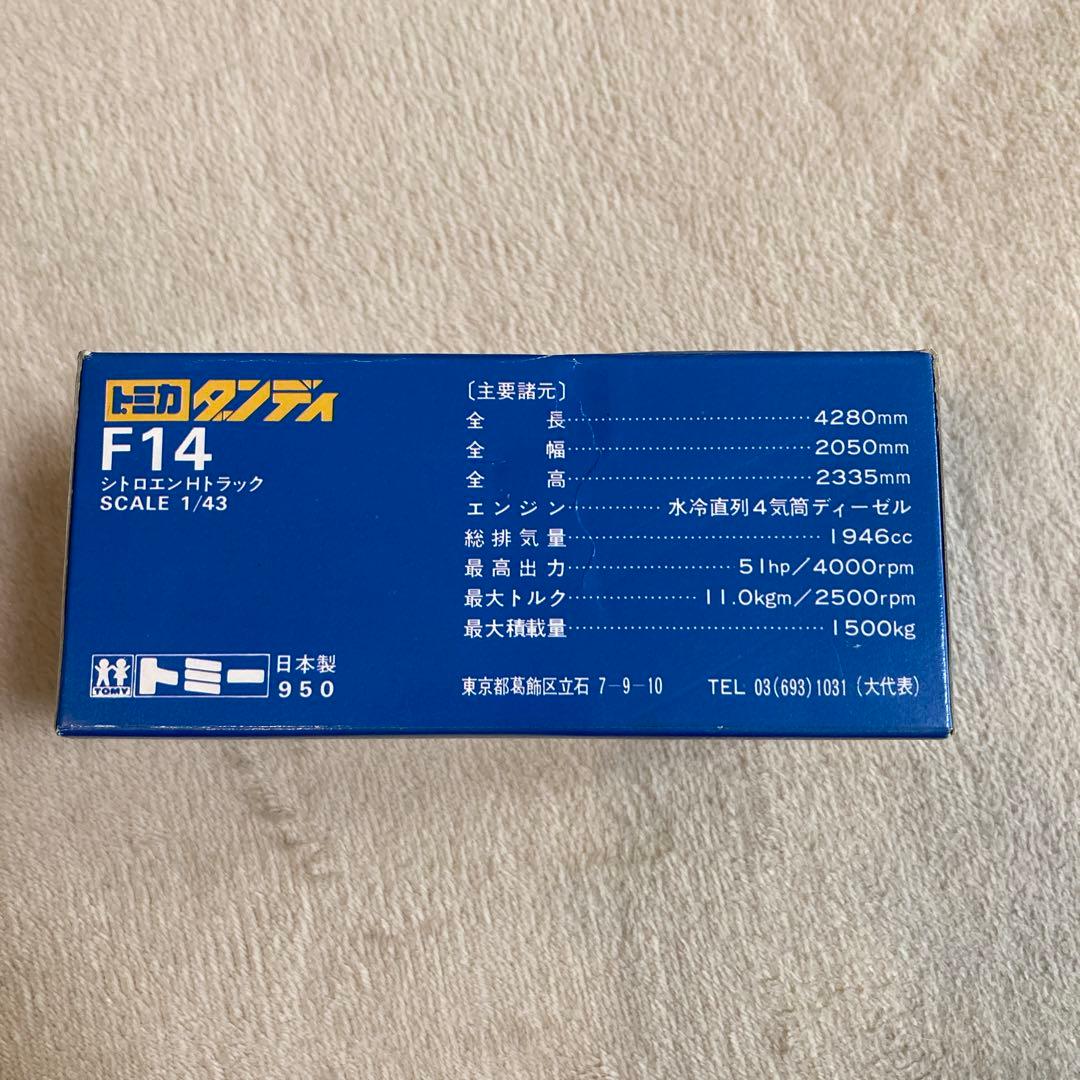 トミカ ダンディ
F14
シトロエンHトラック
SCALE 1/43
〔主要諸元〕
全長……………………………4280mm
全幅……………………………2050mm
全高……………………………2335mm
エンジン…………水冷直列4気筒ディーゼル
総排気量…………………………1946cc
最高出力………………51hp/4000rpm
最大トルク…………11.0kgm/2500rpm
最大積載量………………………1500kg
TOMY トミー 日本製
950
東京都葛飾区立石 7-9-10 TEL 03(693)1031 (大代表)